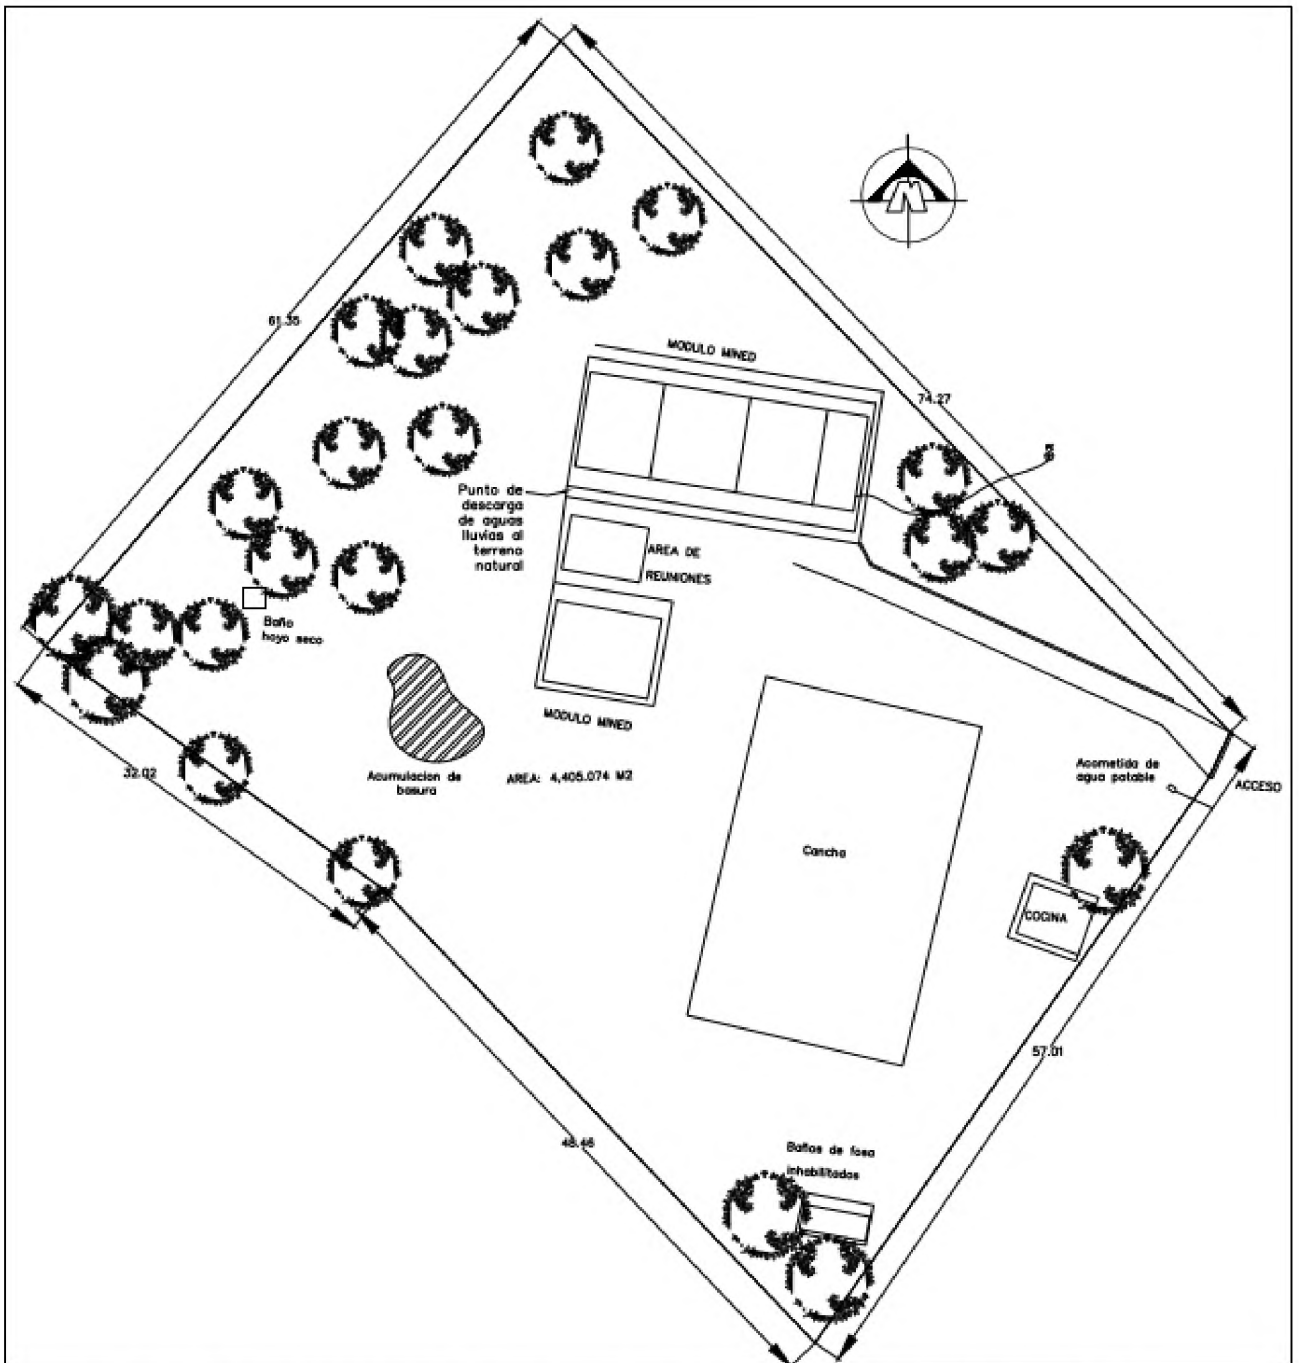 N
61.35
MODULO MINED
74.27
Punto de
descarga
de aguas
lluvias al
terreno
natural
AREA DE
REUNIONES
Baño
hoyo seco
MODULO MINED
Acumulacion de
basura
AREA: 4,405.074 M2
32.02
Acometida de
agua potable
ACCESO
Cancha
COCINA
57.01
48.46
Baños de fosa
inhabilitados